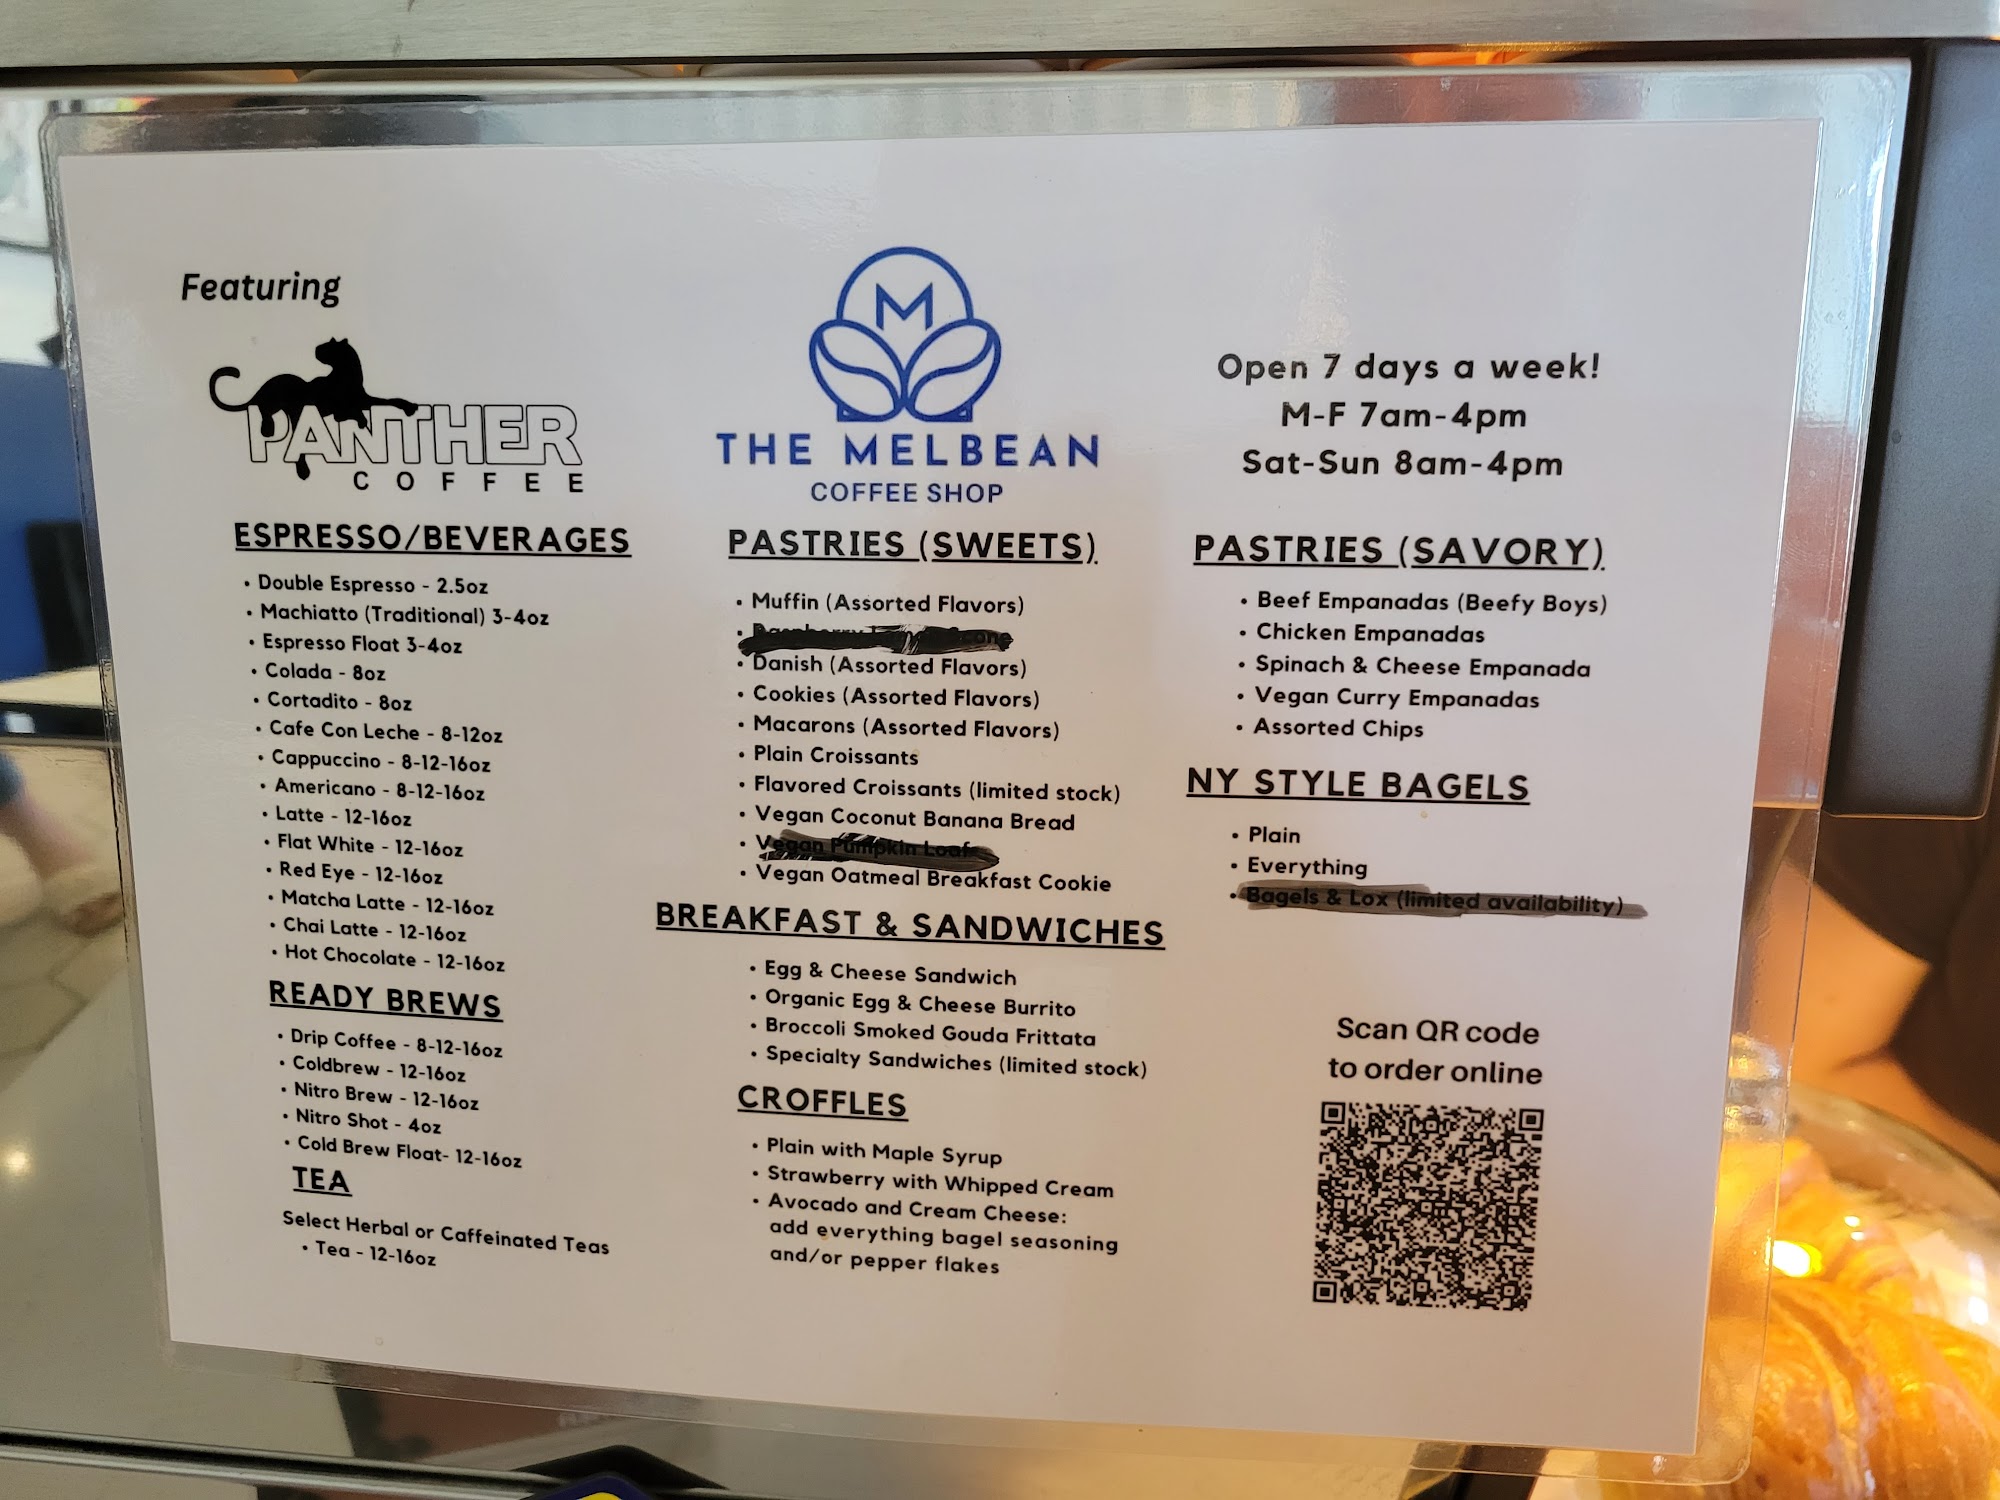 Featuring
PANTHER
COFFEE
ESPRESSO/BEVERAGES
• Double Espresso - 2.5oz
• Machiatto (Traditional) 3-4oz
• Espresso Float 3-4oz
• Colada - 8oz
• Cortadito - 8oz
• Cafe Con Leche - 8-12oz
• Cappuccino - 8-12-16oz
• Americano - 8-12-16oz
• Latte - 12-16oz
• Flat White - 12-16oz
• Red Eye - 12-16oz
• Matcha Latte - 12-16oz
• Chai Latte - 12-16oz
• Hot Chocolate - 12-16oz
READY BREWS
• Drip Coffee - 8-12-16oz
• Coldbrew - 12-16oz
• Nitro Brew - 12-16oz
• Nitro Shot - 4oz
• Cold Brew Float- 12-16oz
TEA
Select Herbal or Caffeinated Teas
• Tea - 12-16oz
M
THE MELBEAN
COFFEE SHOP
PASTRIES (SWEETS)
• Muffin (Assorted Flavors)
• Raspberry Lemon Scone
• Danish (Assorted Flavors)
• Cookies (Assorted Flavors)
• Macarons (Assorted Flavors)
• Plain Croissants
• Flavored Croissants (limited stock)
• Vegan Coconut Banana Bread
• Vegan Pumpkin Loaf
• Vegan Oatmeal Breakfast Cookie
BREAKFAST & SANDWICHES
• Egg & Cheese Sandwich
• Organic Egg & Cheese Burrito
• Broccoli Smoked Gouda Frittata
• Specialty Sandwiches (limited stock)
CROFFLES
• Plain with Maple Syrup
• Strawberry with Whipped Cream
• Avocado and Cream Cheese:
add everything bagel seasoning
and/or pepper flakes
Open 7 days a week!
M-F 7am-4pm
Sat-Sun 8am-4pm
PASTRIES (SAVORY)
• Beef Empanadas (Beefy Boys)
• Chicken Empanadas
• Spinach & Cheese Empanada
• Vegan Curry Empanadas
• Assorted Chips
NY STYLE BAGELS
• Plain
• Everything
• Bagels & Lox (limited availability)
Scan QR code
to order online